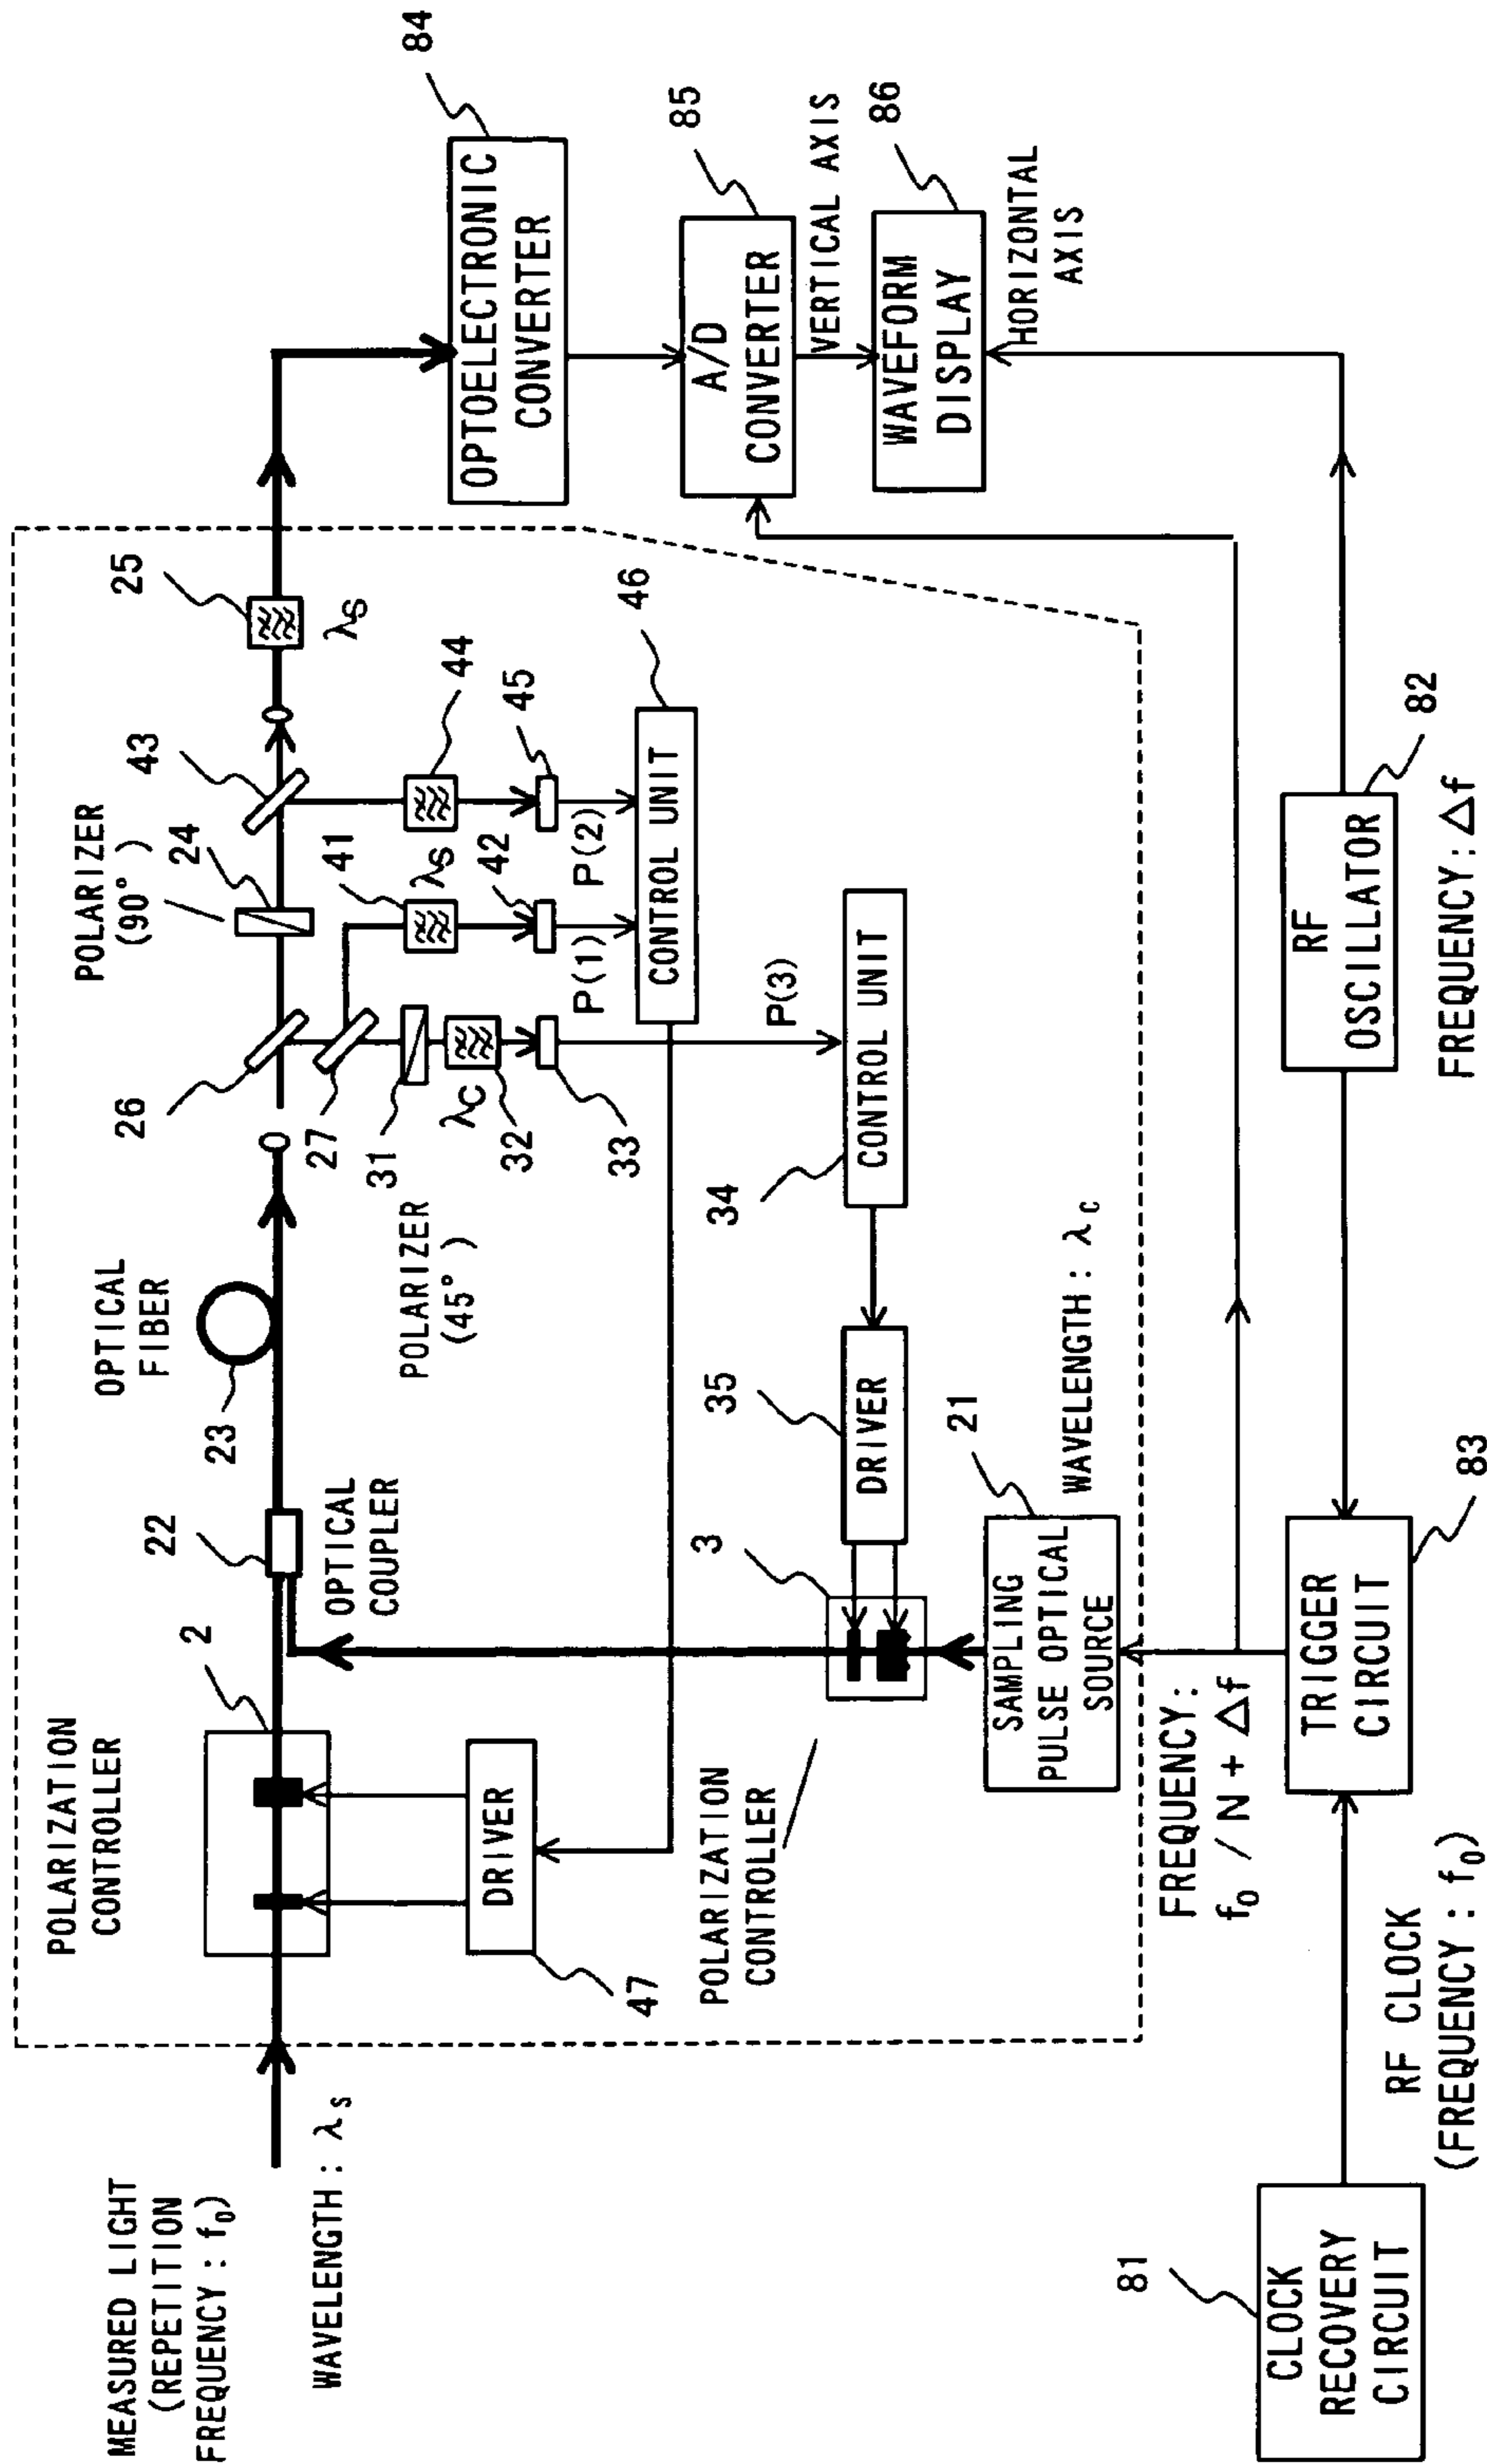 MEASURED LIGHT
(REPETITION
FREQUENCY : f₀)
WAVELENGTH : λs
POLARIZATION
CONTROLLER
2
DRIVER
47
22
OPTICAL
COUPLER
OPTICAL
FIBER
23
26
27
31
POLARIZER
(45°)
λc
32
33
POLARIZER
(90°)
24
41
λs
42
P(1)
43
44
45
P(2)
25
λs
46
CONTROL UNIT
P(3)
CONTROL UNIT
34
35
DRIVER
3
POLARIZATION
CONTROLLER
21
SAMPLING
PULSE OPTICAL
SOURCE
WAVELENGTH : λc
FREQUENCY:
f₀ / N + Δf
84
OPTOELECTRONIC
CONVERTER
85
A/D
CONVERTER
VERTICAL AXIS
86
WAVEFORM
DISPLAY
HORIZONTAL
AXIS
81
CLOCK
RECOVERY
CIRCUIT
RF CLOCK
(FREQUENCY : f₀)
TRIGGER
CIRCUIT
83
82
RF
OSCILLATOR
FREQUENCY: Δf